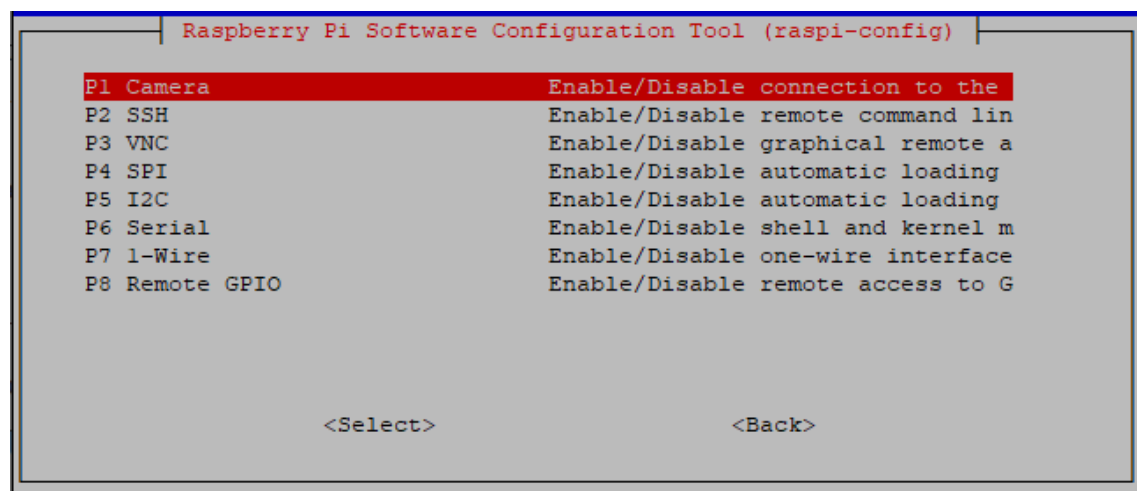 Raspberry Pi Software Configuration Tool (raspi-config)
P1 Camera Enable/Disable connection to the
P2 SSH Enable/Disable remote command lin
P3 VNC Enable/Disable graphical remote a
P4 SPI Enable/Disable automatic loading
P5 I2C Enable/Disable automatic loading
P6 Serial Enable/Disable shell and kernel m
P7 1-Wire Enable/Disable one-wire interface
P8 Remote GPIO Enable/Disable remote access to G
<Select> <Back>